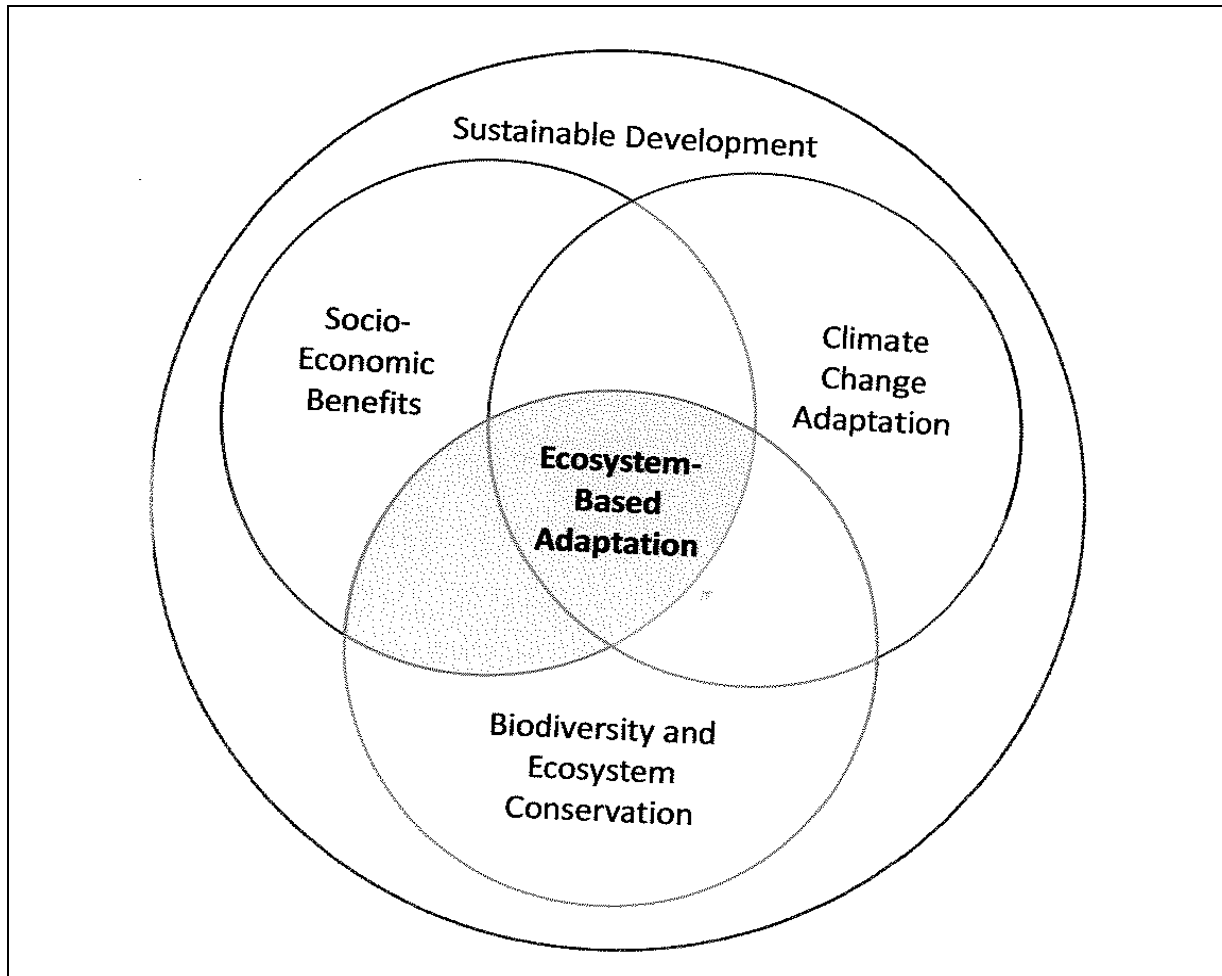 Sustainable Development
Socio-
Economic
Benefits
Climate
Change
Adaptation
Ecosystem-
Based
Adaptation
Biodiversity and
Ecosystem
Conservation